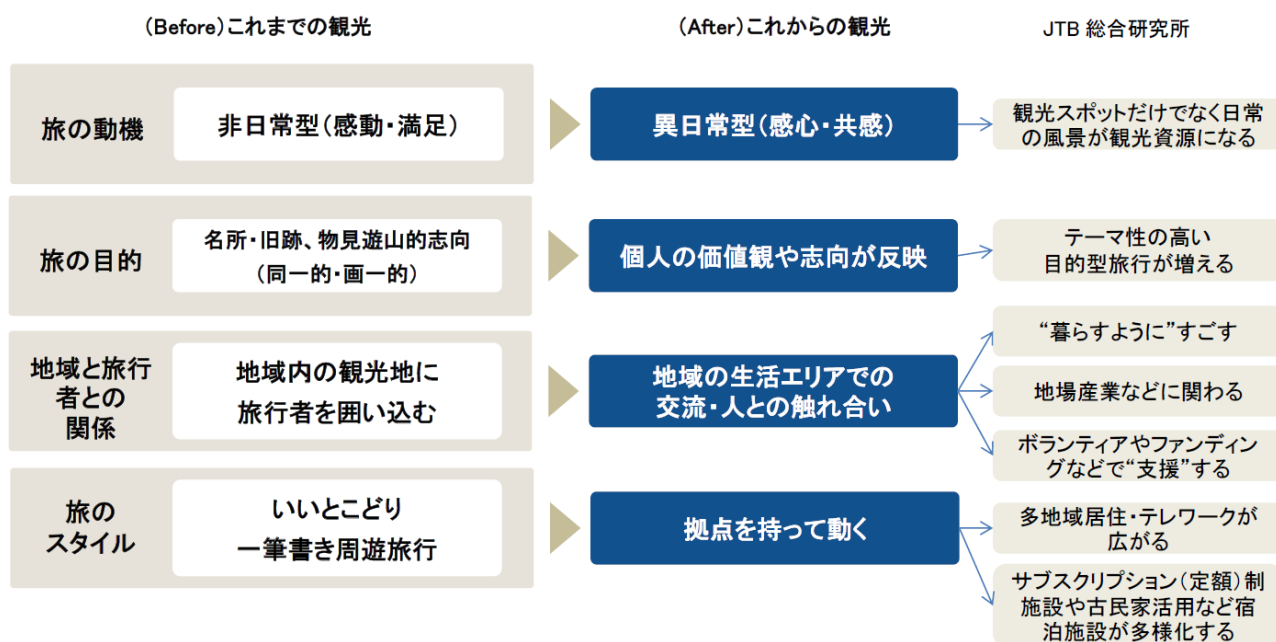 (Before)これまでの観光
(After)これからの観光
JTB 総合研究所
旅の動機
非日常型(感動・満足)
異日常型(感心・共感)
観光スポットだけでなく日常
の風景が観光資源になる
旅の目的
名所・旧跡、物見遊山的志向
(同一的・画一的)
個人の価値観や志向が反映
テーマ性の高い
目的型旅行が増える
地域と旅行
者との
関係
地域内の観光地に
旅行者を囲い込む
地域の生活エリアでの
交流・人との触れ合い
“暮らすように”すごす
地場産業などに関わる
ボランティアやファンディン
グなどで“支援”する
旅の
スタイル
いいとこどり
一筆書き周遊旅行
拠点を持って動く
多地域居住・テレワークが
広がる
サブスクリプション(定額)制
施設や古民家活用など宿
泊施設が多様化する